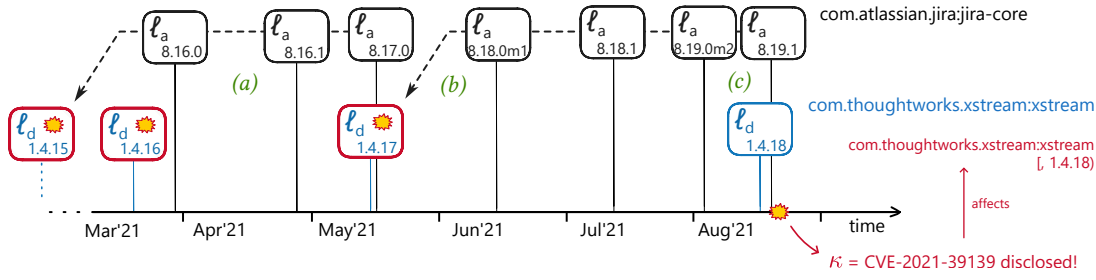 com.atlassian.jira:jira-core
ℓa 8.16.0
ℓa 8.16.1
ℓa 8.17.0
ℓa 8.18.0m1
ℓa 8.18.1
ℓa 8.19.0m2
ℓa 8.19.1
(a)
(b)
(c)
ℓd 1.4.15
ℓd 1.4.16
ℓd 1.4.17
ℓd 1.4.18
com.thoughtworks.xstream:xstream
com.thoughtworks.xstream:xstream
[, 1.4.18)
affects
Mar'21
Apr'21
May'21
Jun'21
Jul'21
Aug'21
time
κ = CVE-2021-39139 disclosed!